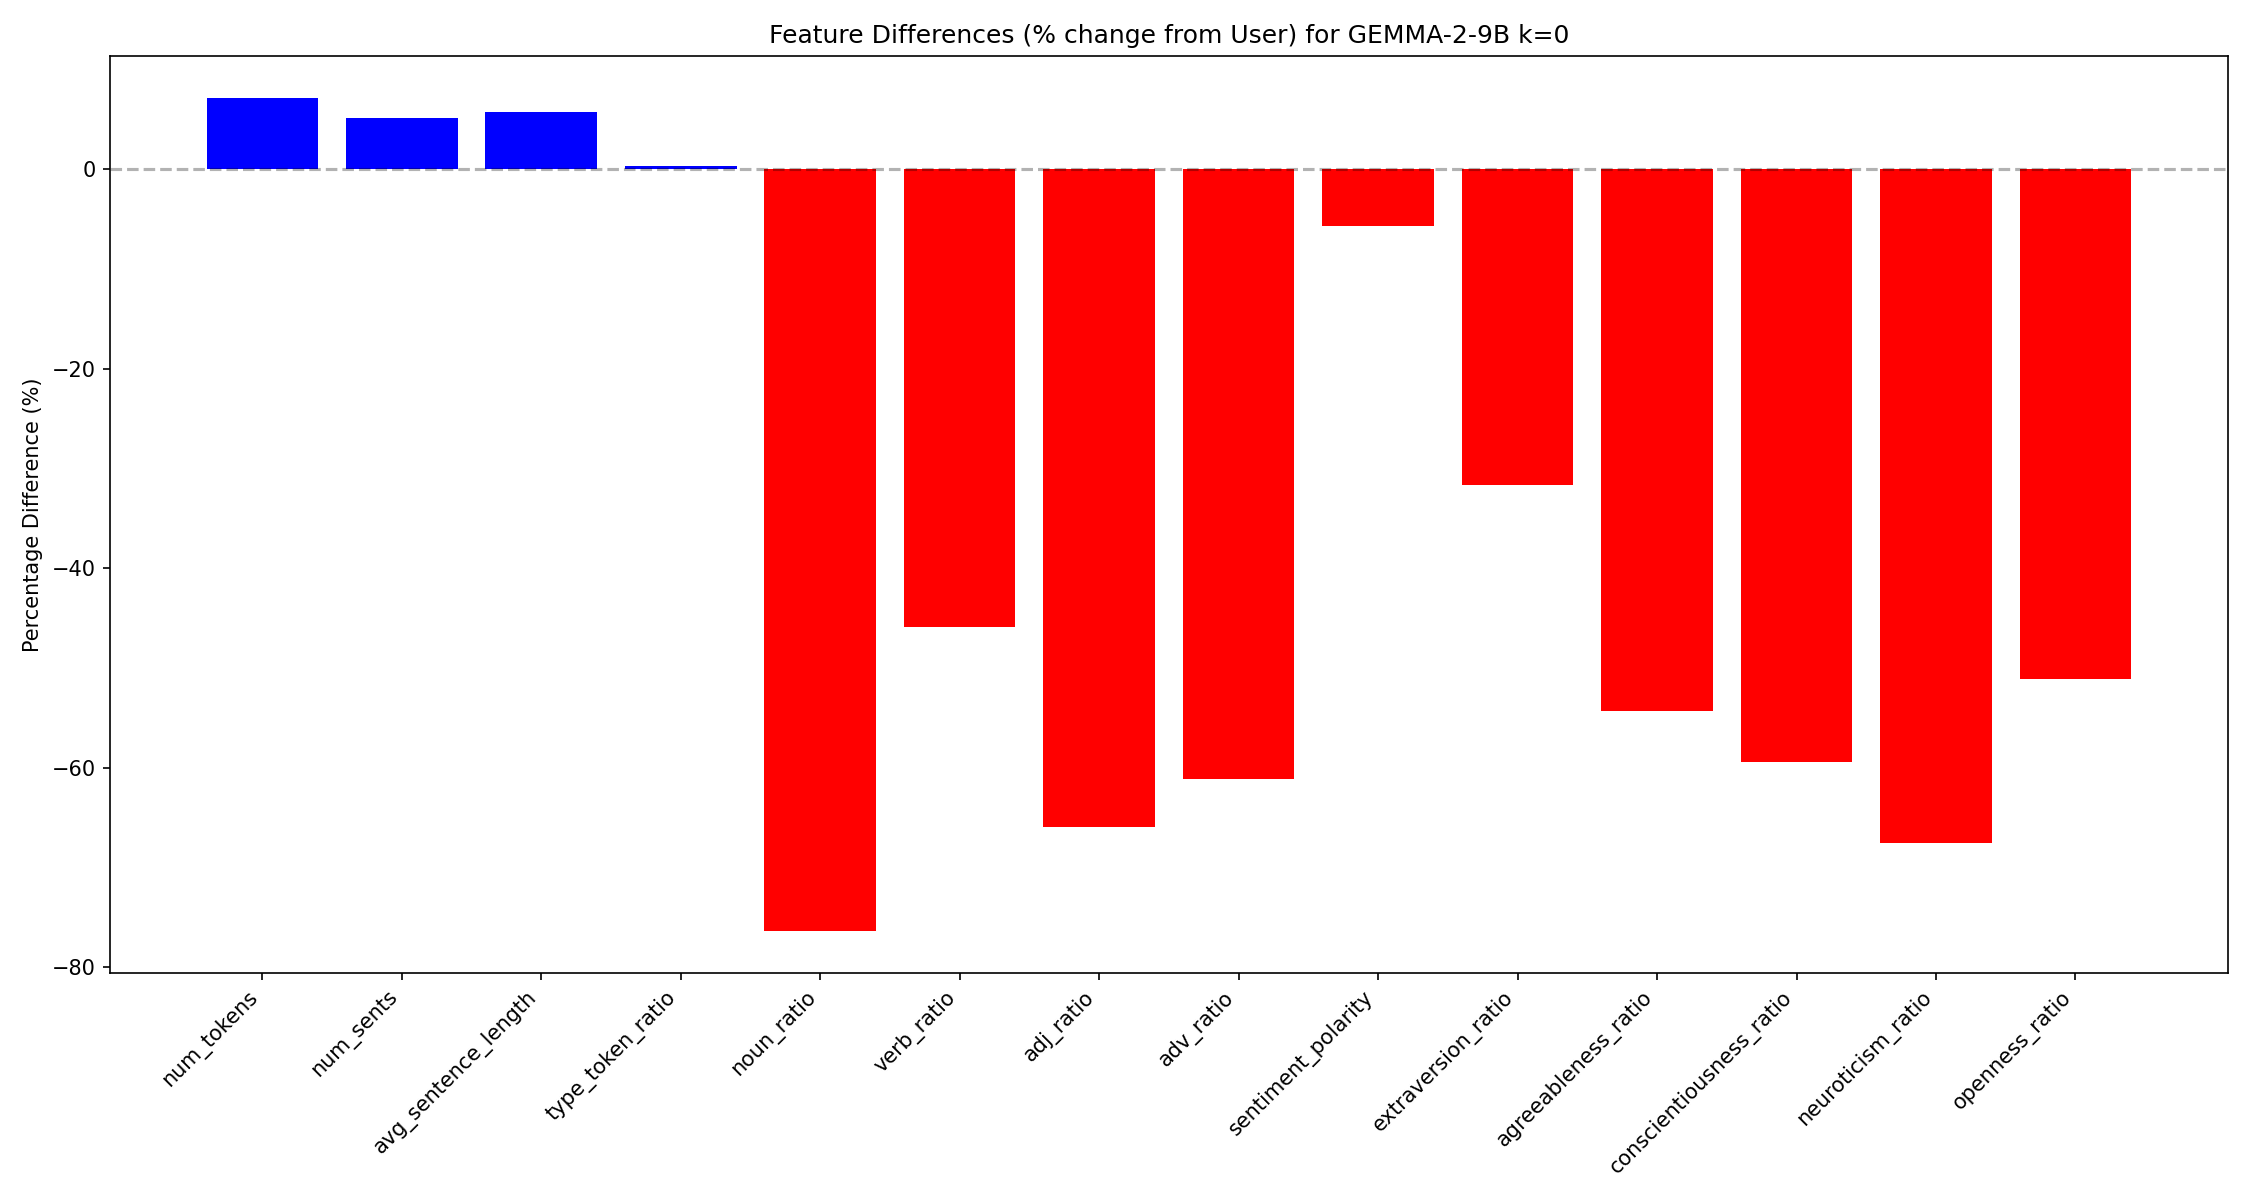 Feature Differences (% change from User) for GEMMA-2-9B k=0
Percentage Difference (%)
0
−20
−40
−60
−80
num_tokens
num_sents
avg_sentence_length
type_token_ratio
noun_ratio
verb_ratio
adj_ratio
adv_ratio
sentiment_polarity
extraversion_ratio
agreeableness_ratio
conscientiousness_ratio
neuroticism_ratio
openness_ratio